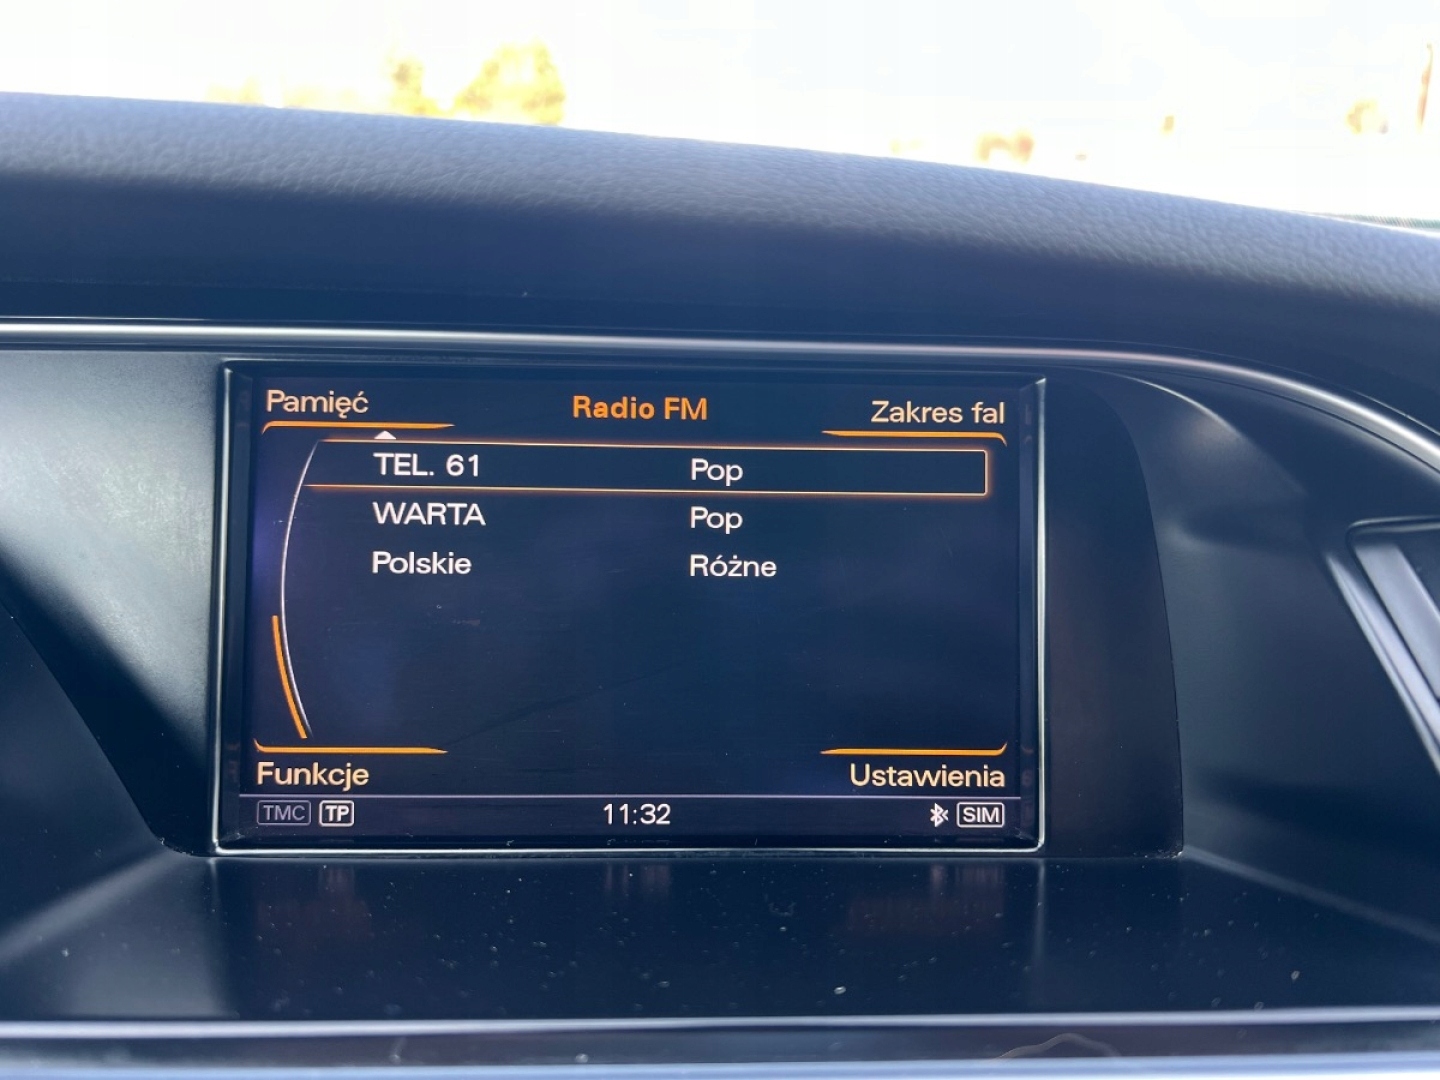 Pamięć Radio FM Zakres fal
TEL. 61 Pop
WARTA Pop
Polskie Różne
Funkcje Ustawienia
TMC TP 11:32 SIM